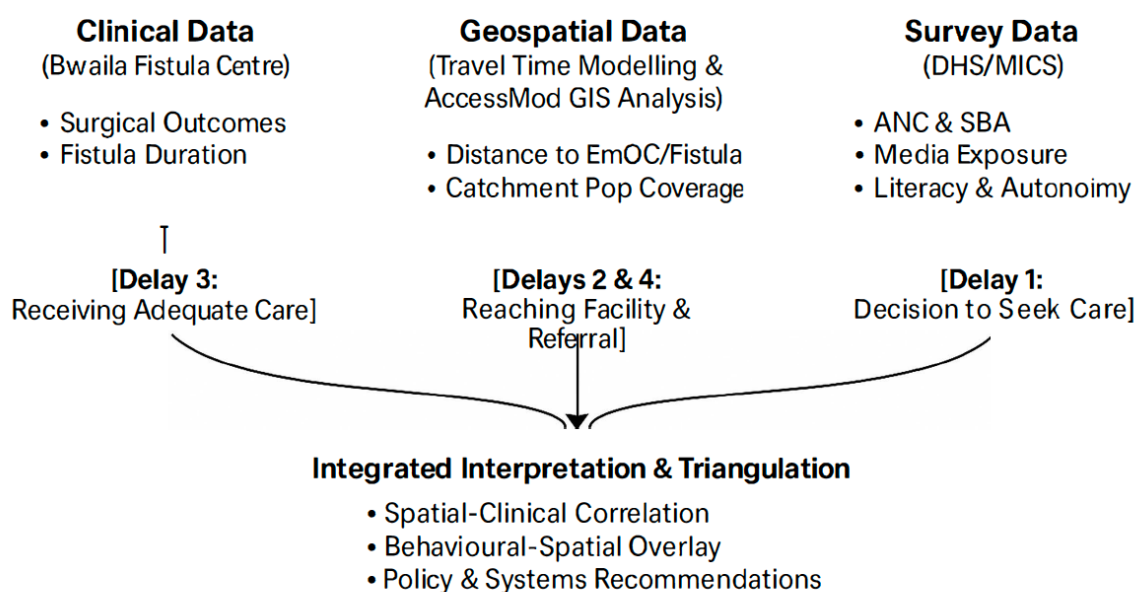 Clinical Data
(Bwaila Fistula Centre)
• Surgical Outcomes
• Fistula Duration
[Delay 3:
Receiving Adequate Care]
Geospatial Data
(Travel Time Modelling &
AccessMod GIS Analysis)
• Distance to EmOC/Fistula
• Catchment Pop Coverage
[Delays 2 & 4:
Reaching Facility &
Referral]
Survey Data
(DHS/MICS)
• ANC & SBA
• Media Exposure
• Literacy & Autonoimy
[Delay 1:
Decision to Seek Care]
Integrated Interpretation & Triangulation
• Spatial-Clinical Correlation
• Behavioural-Spatial Overlay
• Policy & Systems Recommendations